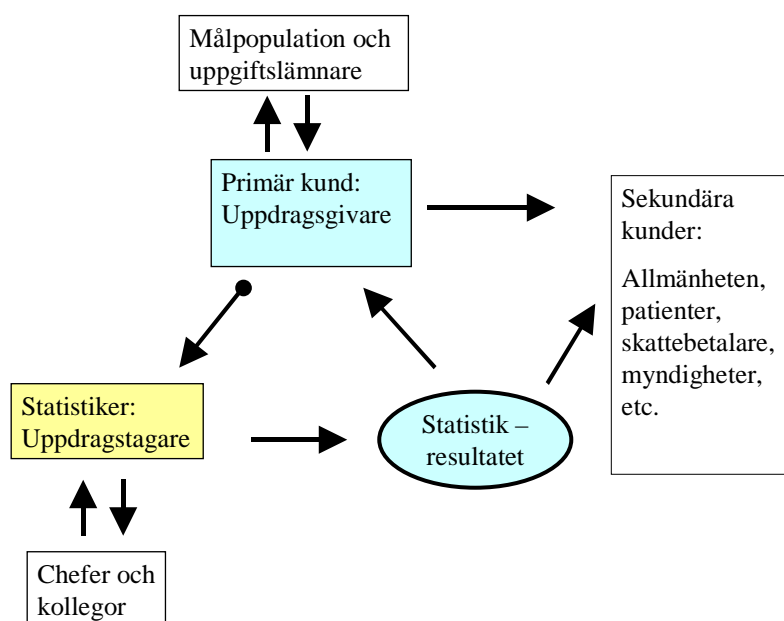 Målpopulation och
uppgiftslämnare
Primär kund:
Uppdragsgivare
Sekundära
kunder:
Allmänheten,
patienter,
skattebetalare,
myndigheter,
etc.
Statistiker:
Uppdragstagare
Statistik –
resultatet
Chefer och
kollegor